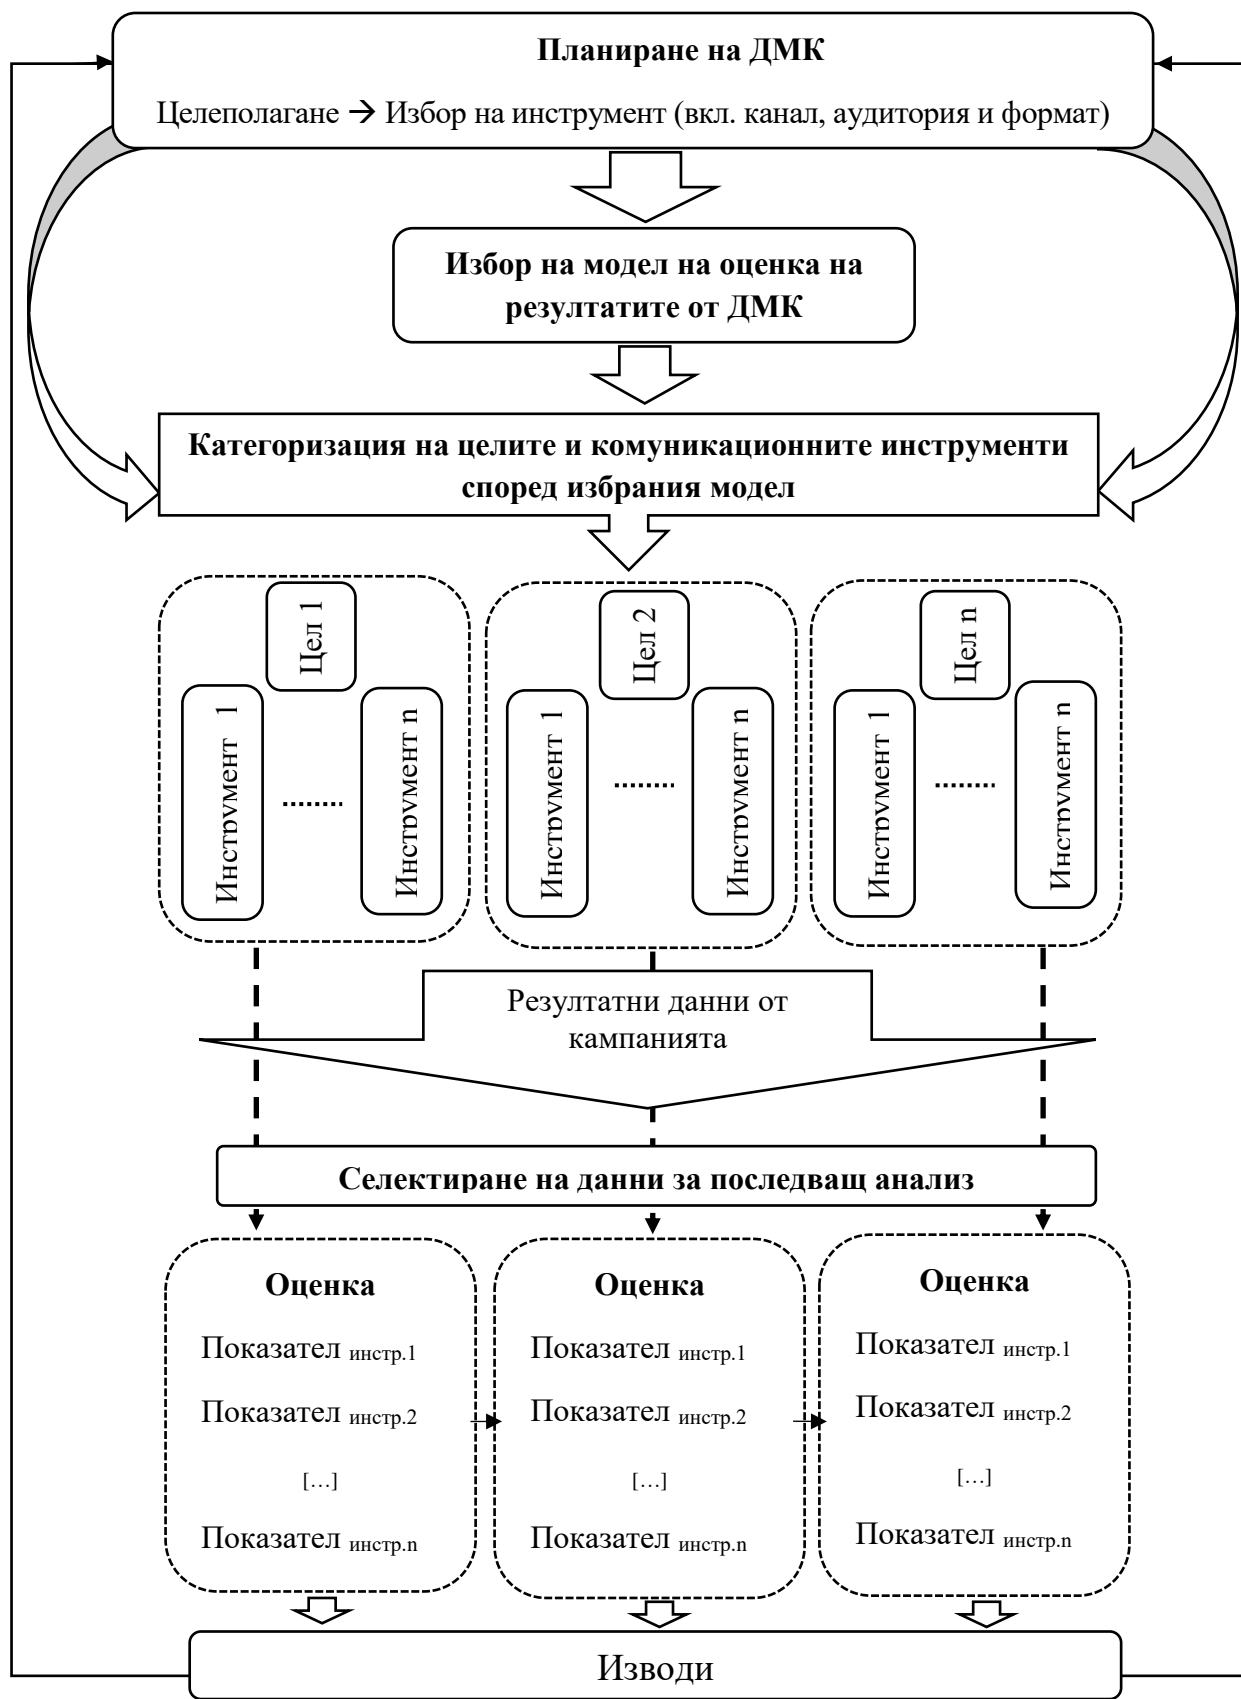 Планиране на ДМК
Целеполагане → Избор на инструмент (вкл. канал, аудитория и формат)
Избор на модел на оценка на
резултатите от ДМК
Категоризация на целите и комуникационните инструменти
според избрания модел
Цел 1
Инструмент 1
........
Инструмент n
Цел 2
Инструмент 1
........
Инструмент n
Цел n
Инструмент 1
........
Инструмент n
Резултатни данни от
кампанията
Селектиране на данни за последващ анализ
Оценка
Показател инстр.1
Показател инстр.2
[…]
Показател инстр.n
Оценка
Показател инстр.1
Показател инстр.2
[…]
Показател инстр.n
Оценка
Показател инстр.1
Показател инстр.2
[…]
Показател инстр.n
Изводи